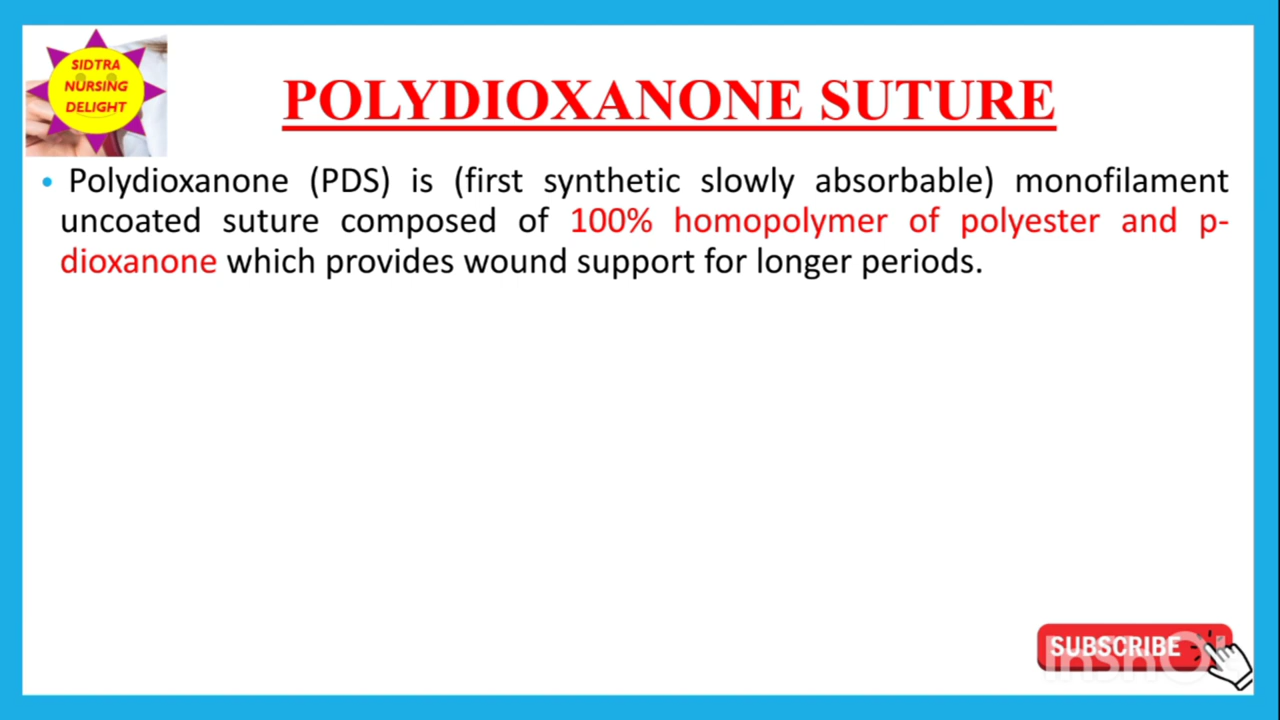 SIDTRA
NURSING
DELIGHT
POLYDIOXANONE SUTURE
• Polydioxanone (PDS) is (first synthetic slowly absorbable) monofilament
uncoated suture composed of 100% homopolymer of polyester and p-
dioxanone which provides wound support for longer periods.
SUBSCRIBE
InShOt